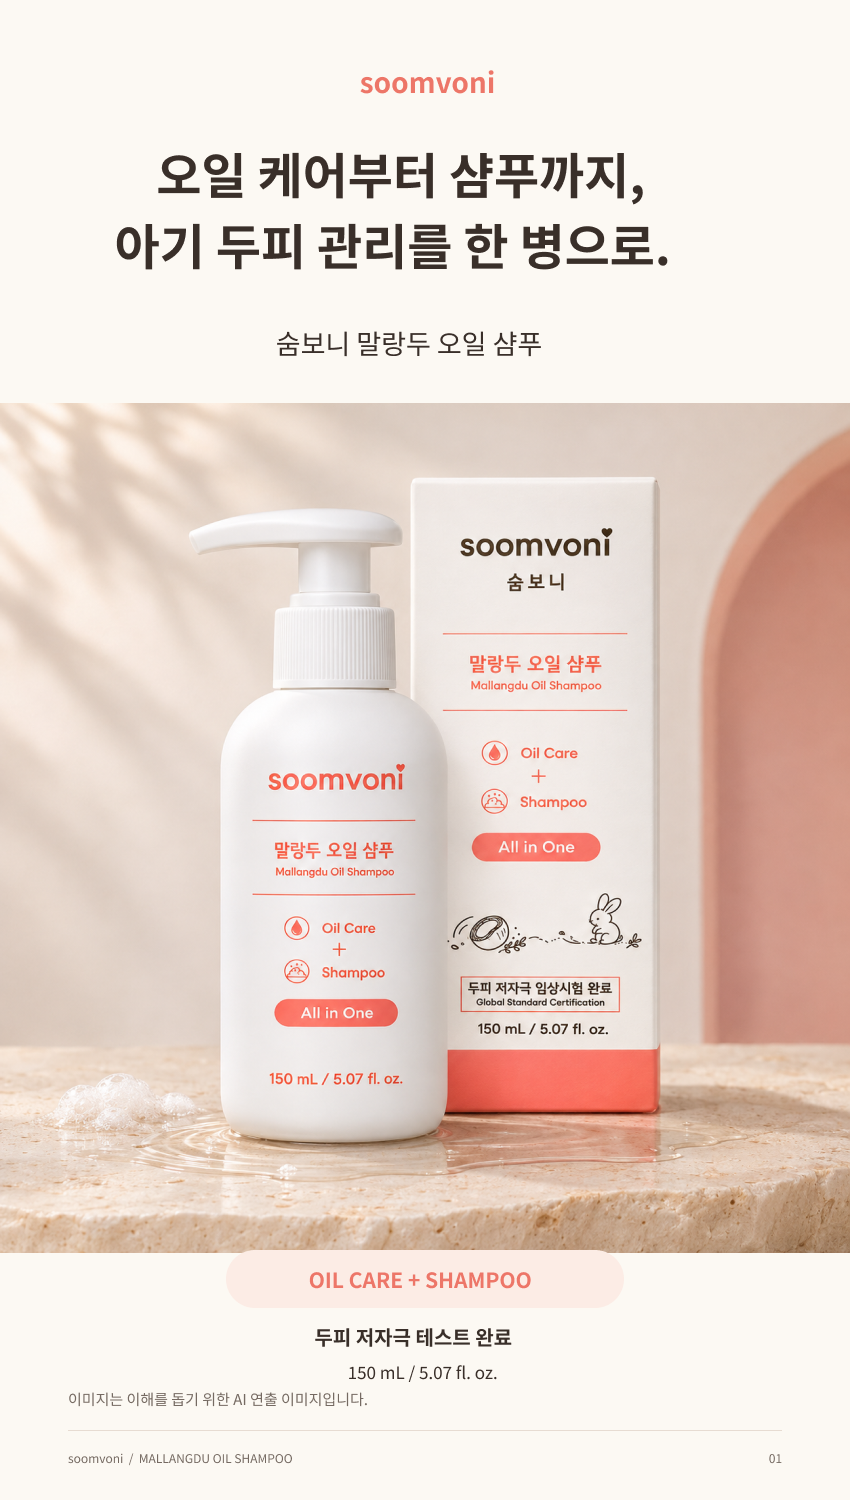 soomvoni
오일 케어부터 샴푸까지,
아기 두피 관리를 한 병으로.
숨보니 말랑두 오일 샴푸
soomvoni
숨보니
말랑두 오일 샴푸
Mallangdu Oil Shampoo
Oil Care
+
Shampoo
All in One
두피 저자극 임상시험 완료
Global Standard Certification
150 mL / 5.07 fl. oz.
soomvoni
말랑두 오일 샴푸
Mallangdu Oil Shampoo
Oil Care
+
Shampoo
All in One
150 mL / 5.07 fl. oz.
OIL CARE + SHAMPOO
두피 저자극 테스트 완료
150 mL / 5.07 fl. oz.
이미지는 이해를 돕기 위한 AI 연출 이미지입니다.
soomvoni / MALLANGDU OIL SHAMPOO
01